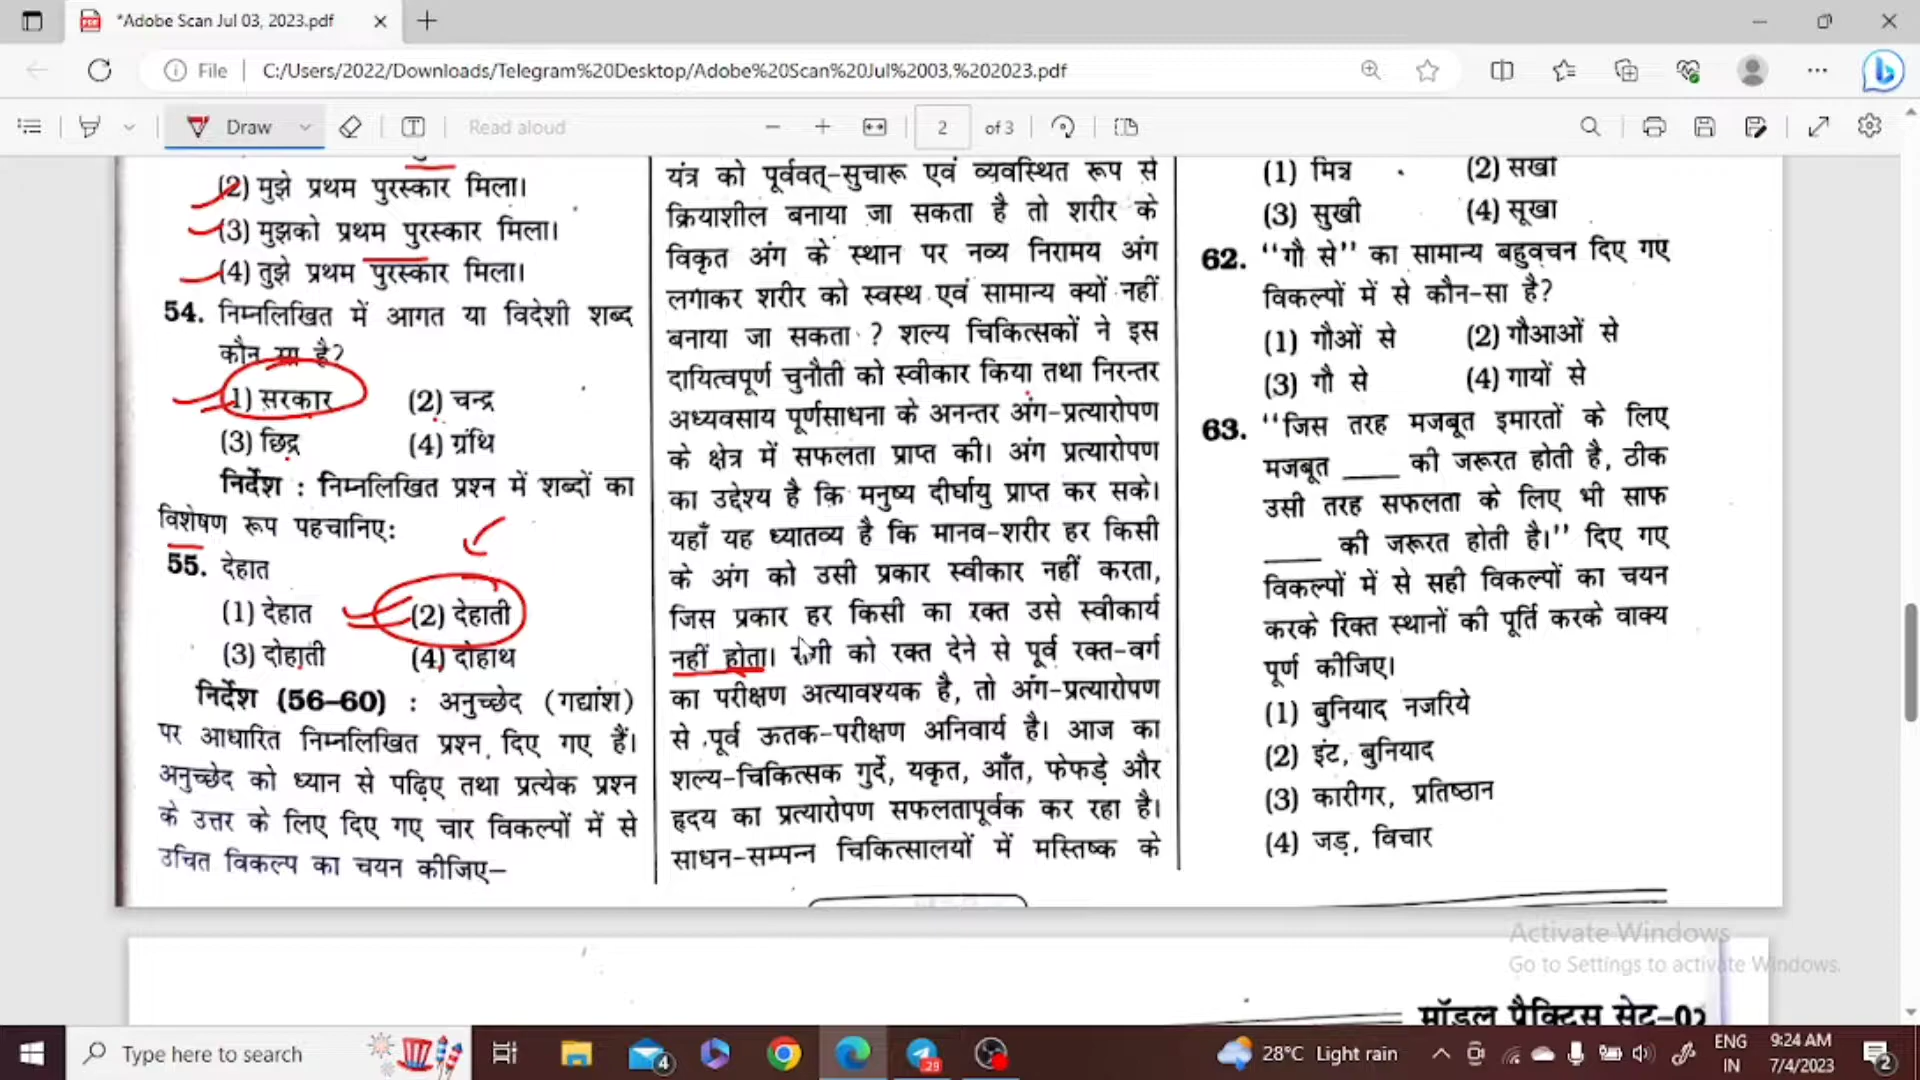 *Adobe Scan Jul 03, 2023.pdf
File
C:/Users/2022/Downloads/Telegram%20Desktop/Adobe%20Scan%20Jul%2003,%202023.pdf
Draw
Read aloud
2 of 3
(2) मुझे प्रथम पुरस्कार मिला।
(3) मुझको प्रथम पुरस्कार मिला।
(4) तुझे प्रथम पुरस्कार मिला।
54. निम्नलिखित में आगत या विदेशी शब्द
कौन सा है?
(1) सरकार (2) चन्द्र
(3) छिद्र (4) ग्रंथि
निर्देश : निम्नलिखित प्रश्न में शब्दों का
विशेषण रूप पहचानिए:
55. देहात
(1) देहात (2) देहाती
(3) दोहाती (4) दोहाथ
निर्देश (56-60) : अनुच्छेद (गद्यांश)
पर आधारित निम्नलिखित प्रश्न दिए गए हैं।
अनुच्छेद को ध्यान से पढ़िए तथा प्रत्येक प्रश्न
के उत्तर के लिए दिए गए चार विकल्पों में से
उचित विकल्प का चयन कीजिए–
यंत्र को पूर्ववत्-सुचारू एवं व्यवस्थित रूप से
क्रियाशील बनाया जा सकता है तो शरीर के
विकृत अंग के स्थान पर नव्य निरामय अंग
लगाकर शरीर को स्वस्थ एवं सामान्य क्यों नहीं
बनाया जा सकता ? शल्य चिकित्सकों ने इस
दायित्वपूर्ण चुनौती को स्वीकार किया तथा निरन्तर
अध्यवसाय पूर्णसाधना के अनन्तर अंग-प्रत्यारोपण
के क्षेत्र में सफलता प्राप्त की। अंग प्रत्यारोपण
का उद्देश्य है कि मनुष्य दीर्घायु प्राप्त कर सके।
यहाँ यह ध्यातव्य है कि मानव-शरीर हर किसी
के अंग को उसी प्रकार स्वीकार नहीं करता,
जिस प्रकार हर किसी का रक्त उसे स्वीकार्य
नहीं होता। रोगी को रक्त देने से पूर्व रक्त-वर्ग
का परीक्षण अत्यावश्यक है, तो अंग-प्रत्यारोपण
से पूर्व ऊतक-परीक्षण अनिवार्य है। आज का
शल्य-चिकित्सक गुर्दे, यकृत, आँत, फेफड़े और
हृदय का प्रत्यारोपण सफलतापूर्वक कर रहा है।
साधन-सम्पन्न चिकित्सालयों में मस्तिष्क के
(1) मित्र (2) सखा
(3) सुखी (4) सूखा
62. "गौ से" का सामान्य बहुवचन दिए गए
विकल्पों में से कौन-सा है?
(1) गौओं से (2) गौआओं से
(3) गौ से (4) गायों से
63. "जिस तरह मजबूत इमारतों के लिए
मजबूत ____ की जरूरत होती है, ठीक
उसी तरह सफलता के लिए भी साफ
____ की जरूरत होती है।" दिए गए
विकल्पों में से सही विकल्पों का चयन
करके रिक्त स्थानों की पूर्ति करके वाक्य
पूर्ण कीजिए।
(1) बुनियाद नजरिये
(2) इंट, बुनियाद
(3) कारीगर, प्रतिष्ठान
(4) जड़, विचार
Activate Windows
Go to Settings to activate Windows.
मॉडल प्रैक्टिस सेट-02
Type here to search
4
29
28°C Light rain
ENG
IN
9:24 AM
7/4/2023
2